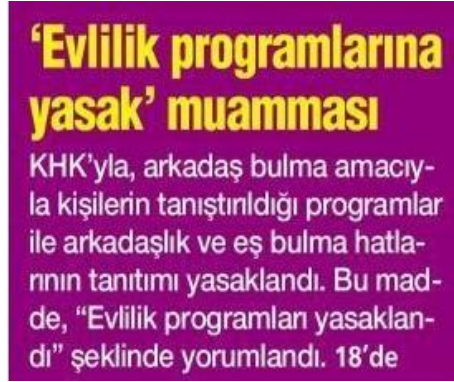 ‘Evlilik programlarına
yasak’ muamması
KHK’yla, arkadaş bulma amacıy-
la kişilerin tanıştırıldığı programlar
ile arkadaşlık ve eş bulma hatla-
rının tanıtımı yasaklandı. Bu mad-
de, “Evlilik programları yasaklan-
dı” şeklinde yorumlandı. 18’de